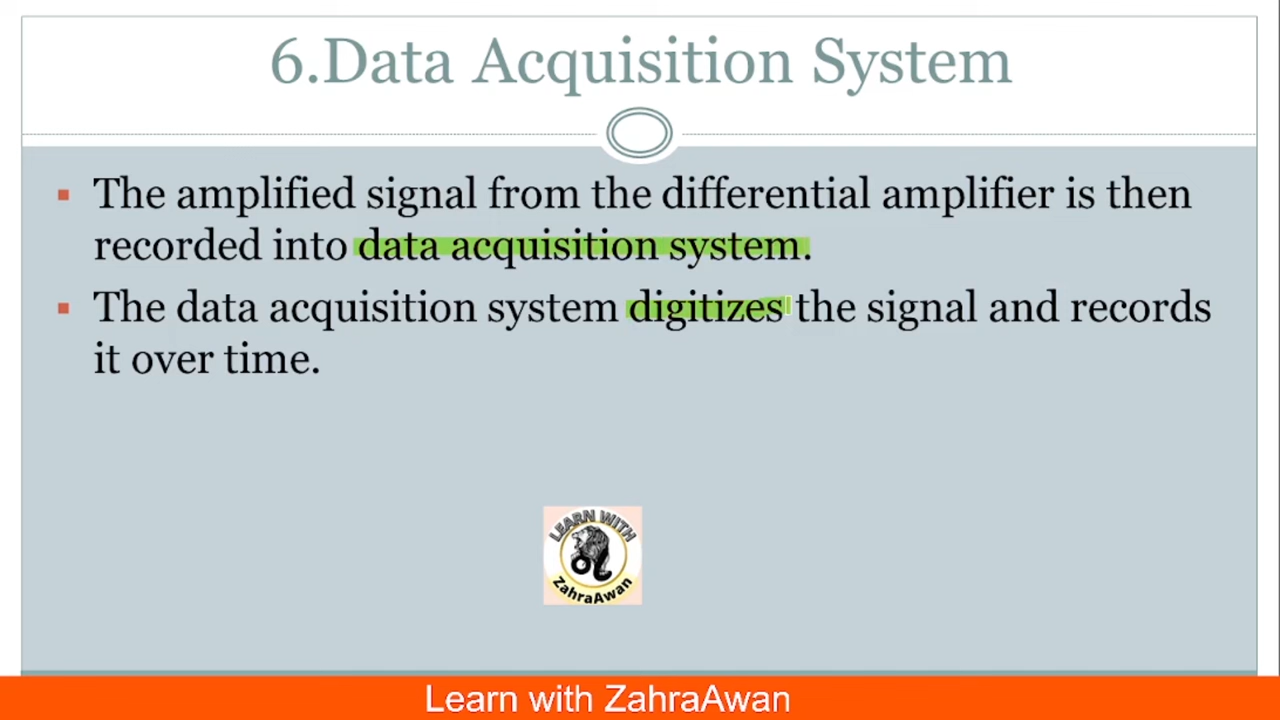 6.Data Acquisition System
▪ The amplified signal from the differential amplifier is then
recorded into data acquisition system.
▪ The data acquisition system digitizes the signal and records
it over time.
LEARN WITH
ZahraAwan
Learn with ZahraAwan